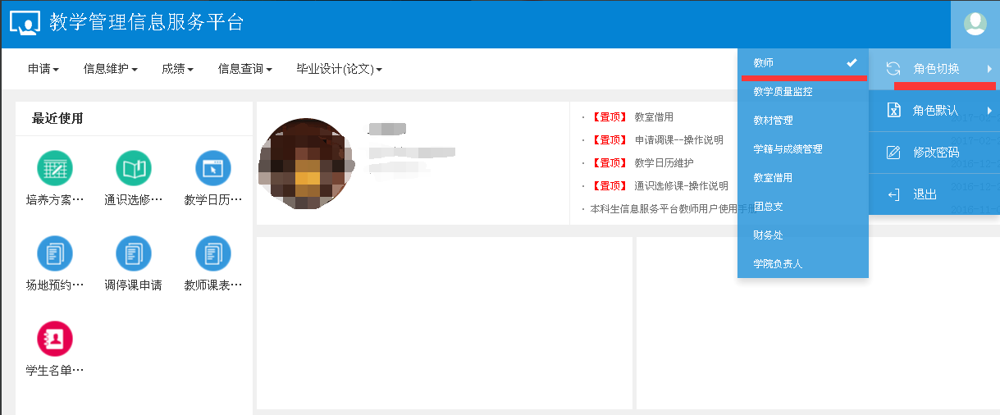 教学管理信息服务平台
申请
信息维护
成绩
信息查询
毕业设计(论文)
最近使用
培养方案…
通识选修…
教学日历…
场地预约…
调停课申请
教师课表…
学生名单…
【置顶】 教室借用
【置顶】 申请调课--操作说明
【置顶】 教学日历维护
【置顶】 通识选修课-操作说明
本科生信息服务平台教师用户使用手册
教师
教学质量监控
教材管理
学籍与成绩管理
教室借用
团总支
财务处
学院负责人
角色切换
角色默认
修改密码
退出